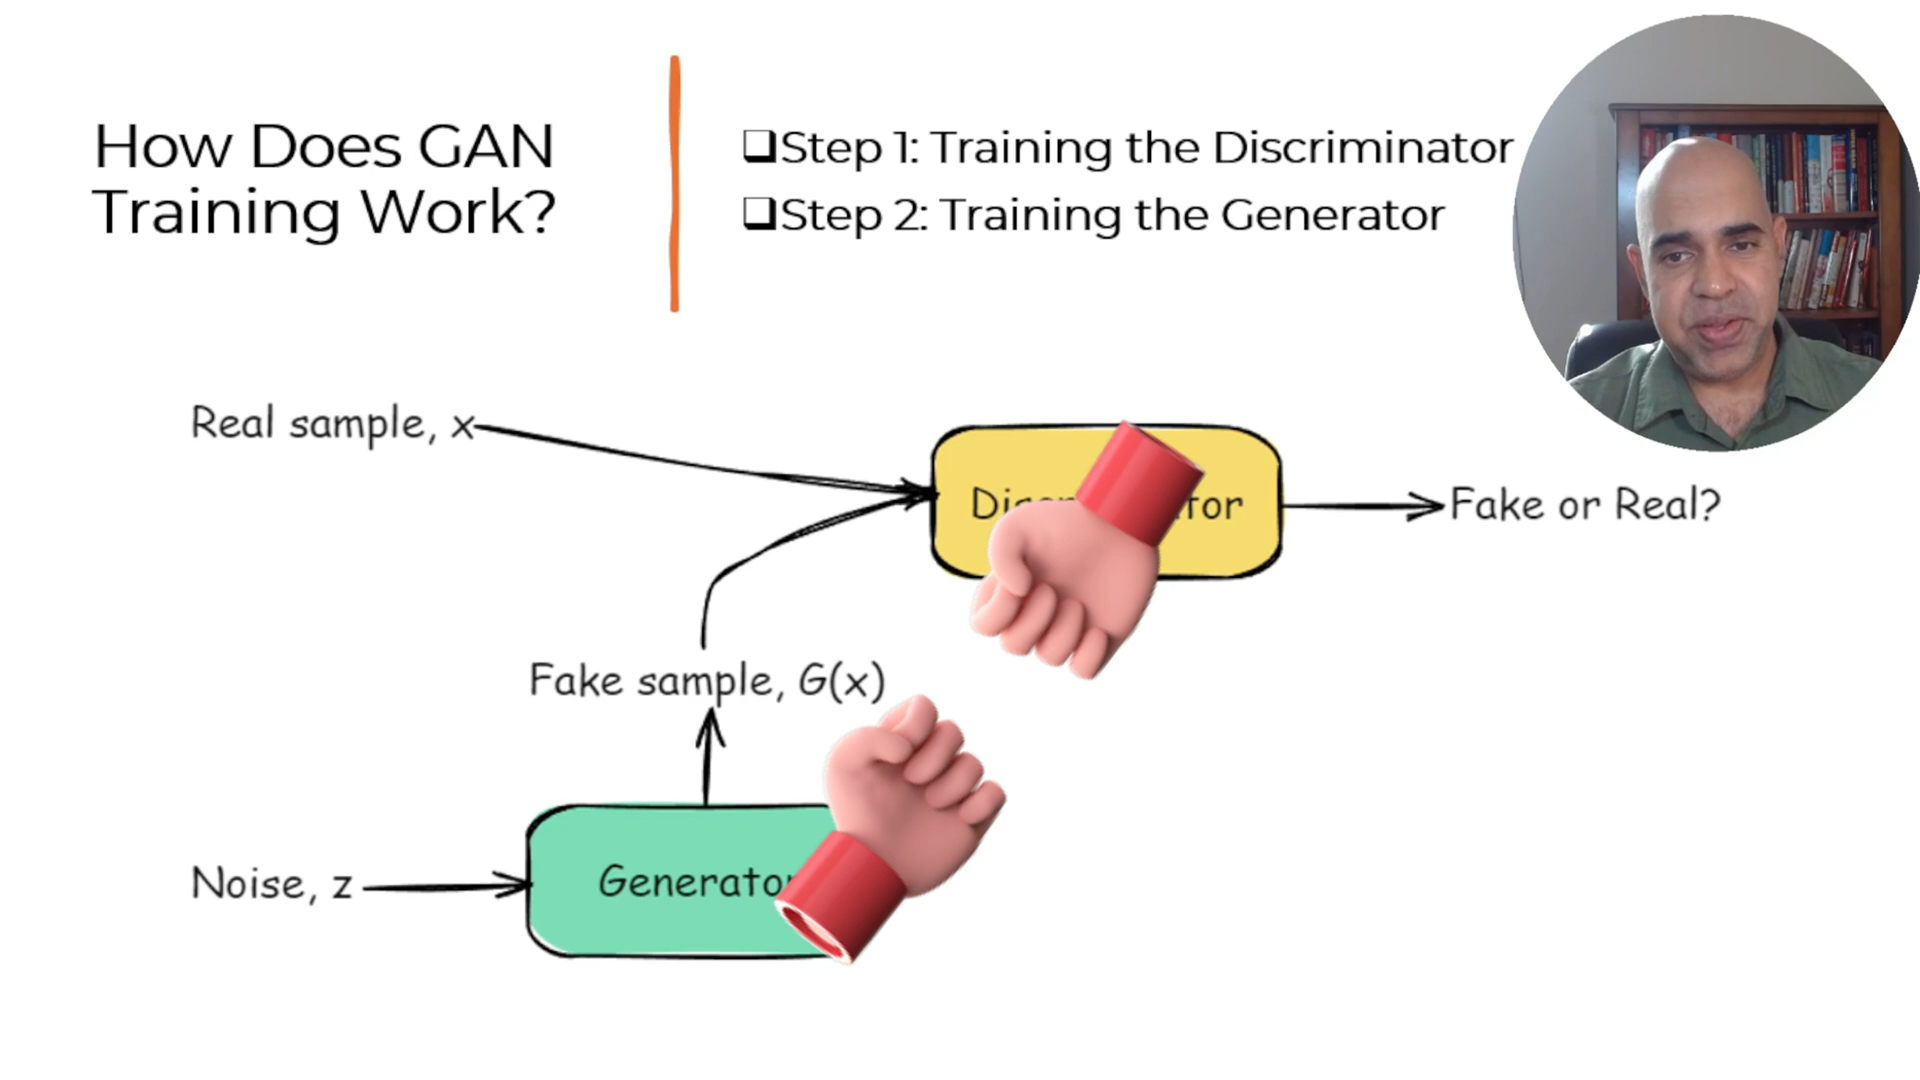 How Does GAN
Training Work?
❑Step 1: Training the Discriminator
❑Step 2: Training the Generator
Real sample, x
Fake or Real?
Fake sample, G(x)
Noise, z